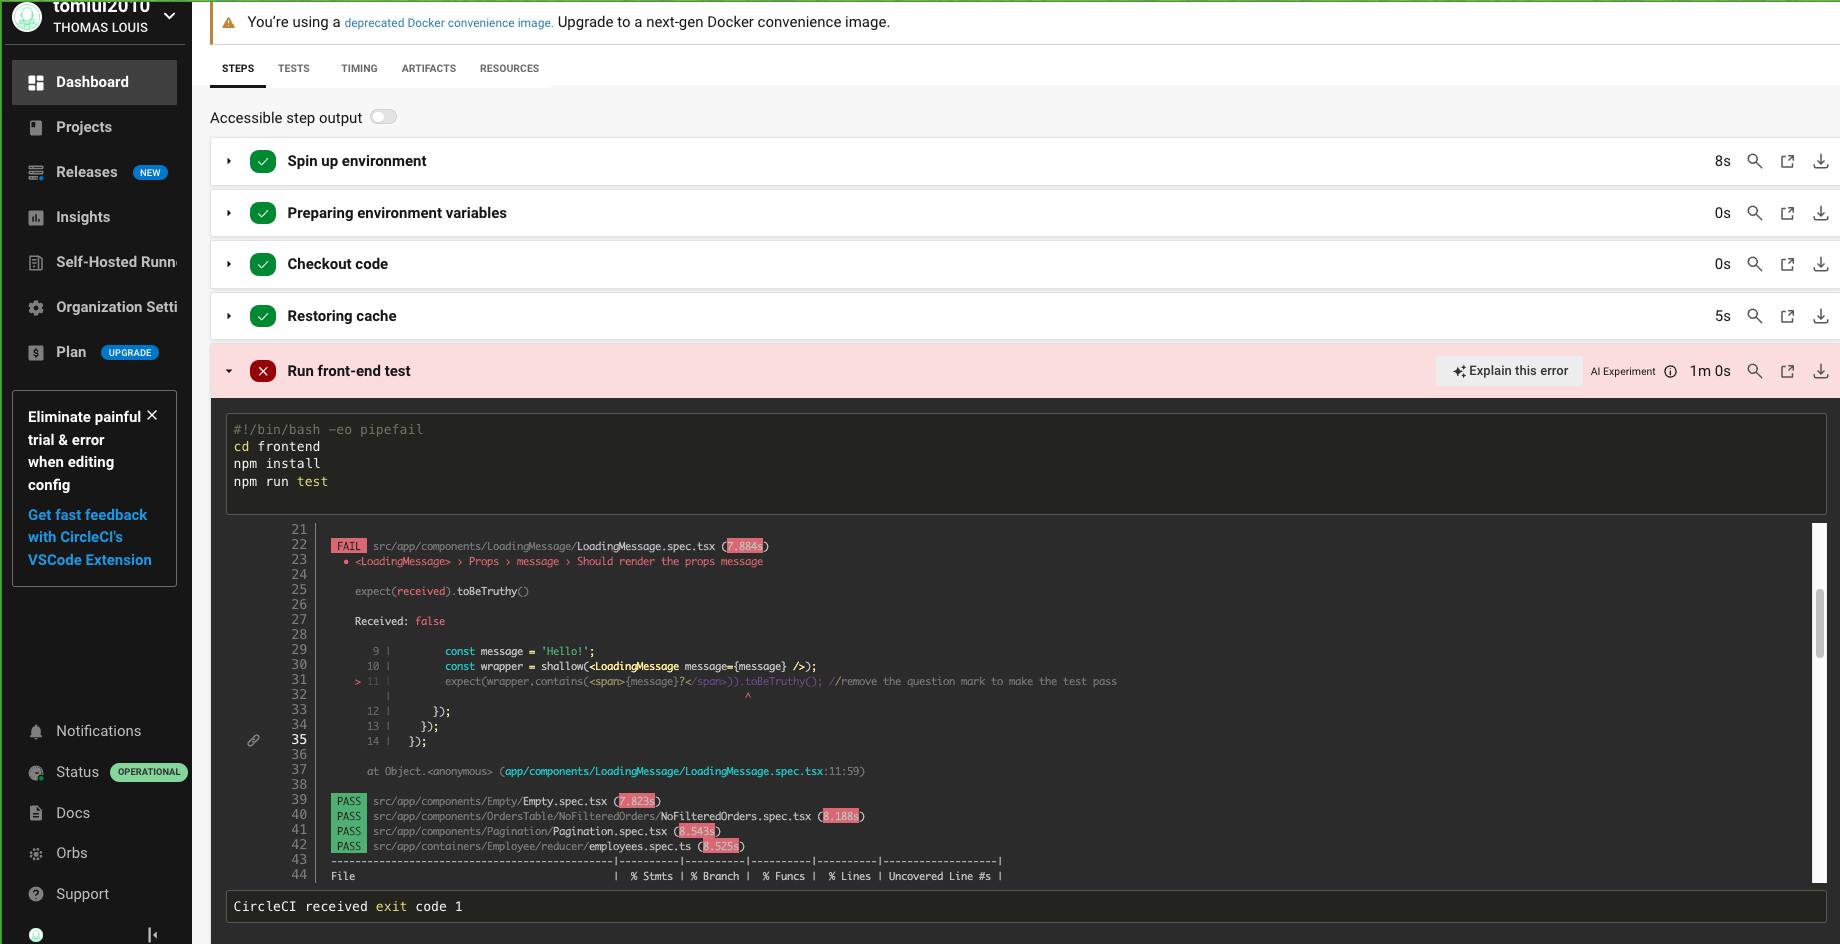 tomiui2010
THOMAS LOUIS
Dashboard
Projects
Releases NEW
Insights
Self-Hosted Runn
Organization Setti
Plan UPGRADE
Eliminate painful
trial & error
when editing
config
Get fast feedback
with CircleCI's
VSCode Extension
Notifications
Status OPERATIONAL
Docs
Orbs
Support
You’re using a deprecated Docker convenience image. Upgrade to a next-gen Docker convenience image.
STEPS TESTS TIMING ARTIFACTS RESOURCES
Accessible step output
Spin up environment 8s
Preparing environment variables 0s
Checkout code 0s
Restoring cache 5s
Run front-end test Explain this error AI Experiment 1m 0s
#!/bin/bash -eo pipefail
cd frontend
npm install
npm run test
21
22 FAIL src/app/components/LoadingMessage/LoadingMessage.spec.tsx (7.884s)
23 ● <LoadingMessage> › Props › message › Should render the props message
24
25 expect(received).toBeTruthy()
26
27 Received: false
28
29 9 | const message = 'Hello!';
30 10 | const wrapper = shallow(<LoadingMessage message={message} />);
31 > 11 | expect(wrapper.contains(<span>{message}?</span>)).toBeTruthy(); //remove the question mark to make the test pass
32 | ^
33 12 | });
34 13 | });
35 14 | });
36
37 at Object.<anonymous> (app/components/LoadingMessage/LoadingMessage.spec.tsx:11:59)
38
39 PASS src/app/components/Empty/Empty.spec.tsx (7.823s)
40 PASS src/app/components/OrdersTable/NoFilteredOrders/NoFilteredOrders.spec.tsx (8.188s)
41 PASS src/app/components/Pagination/Pagination.spec.tsx (8.543s)
42 PASS src/app/containers/Employee/reducer/employees.spec.ts (8.525s)
43 -----------------------------------------------|----------|----------|----------|----------|-------------------|
44 File | % Stmts | % Branch | % Funcs | % Lines | Uncovered Line #s |
CircleCI received exit code 1